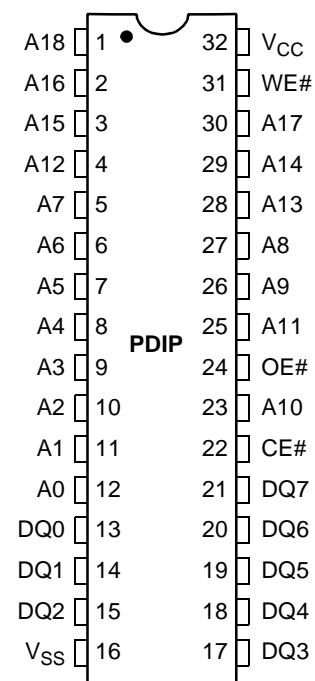 A18 1 32 VCC
A16 2 31 WE#
A15 3 30 A17
A12 4 29 A14
A7 5 28 A13
A6 6 27 A8
A5 7 26 A9
A4 8 25 A11
PDIP
A3 9 24 OE#
A2 10 23 A10
A1 11 22 CE#
A0 12 21 DQ7
DQ0 13 20 DQ6
DQ1 14 19 DQ5
DQ2 15 18 DQ4
VSS 16 17 DQ3